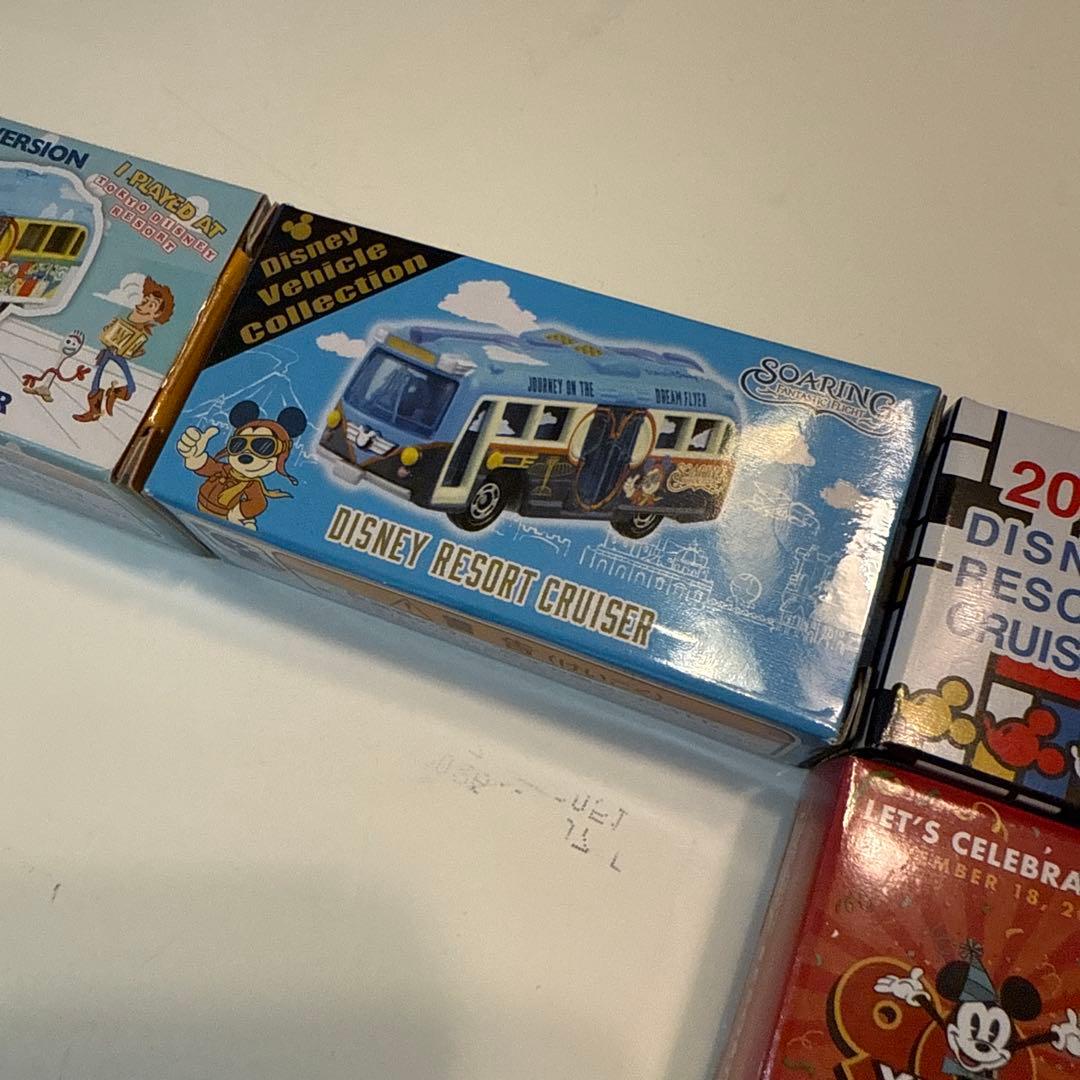 VERSION
I PLAYED AT
TOKYO DISNEY
RESORT
R
Disney
Vehicle
Collection
SOARING
FANTASTIC FLIGHT
JOURNEY ON THE
DREAM FLYER
SOARING
DISNEY RESORT CRUISER
20
DISN
RESO
CRUIS
LET'S CELEBRA
EMBER 18, 2